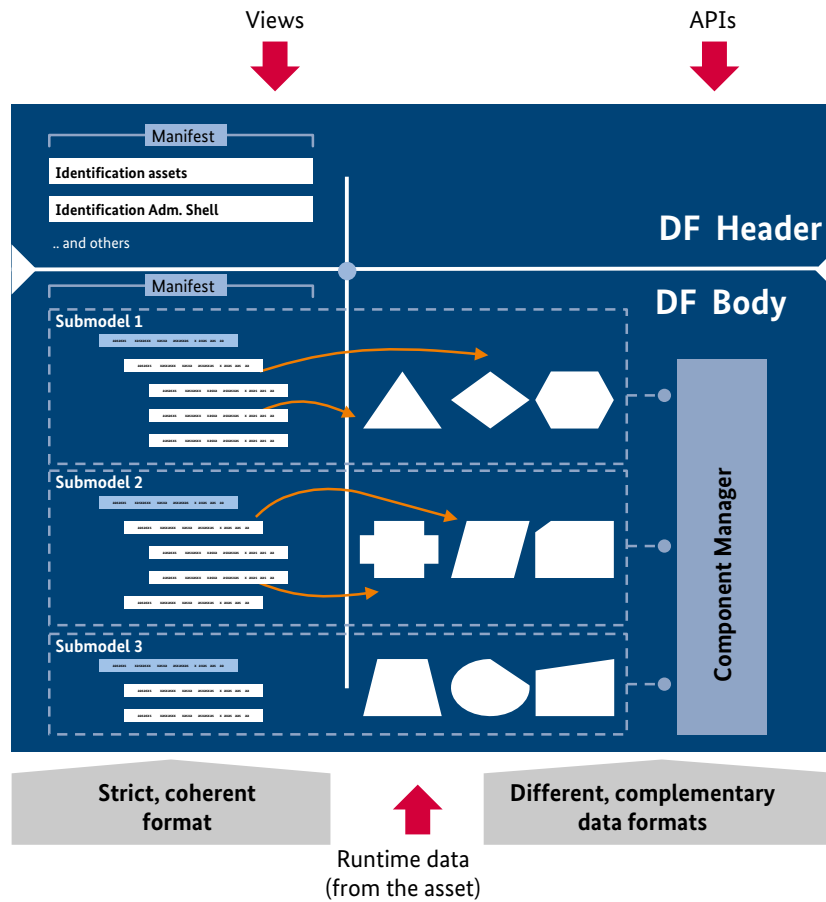 Views
APIs
Manifest
Identification assets
Identification Adm. Shell
.. and others
DF Header
Manifest
DF Body
Submodel 1
Submodel 2
Submodel 3
Component Manager
Strict, coherent
format
Different, complementary
data formats
Runtime data
(from the asset)